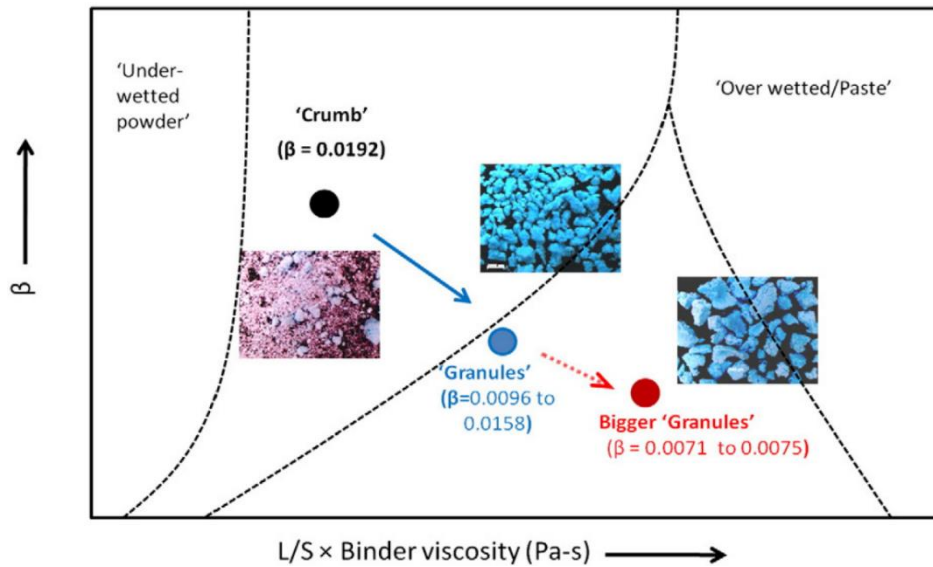 ‘Under-
wetted
powder’
‘Crumb’
(β = 0.0192)
‘Over wetted/Paste’
β
‘Granules’
(β=0.0096 to
0.0158)
Bigger ‘Granules’
(β = 0.0071 to 0.0075)
L/S × Binder viscosity (Pa-s)